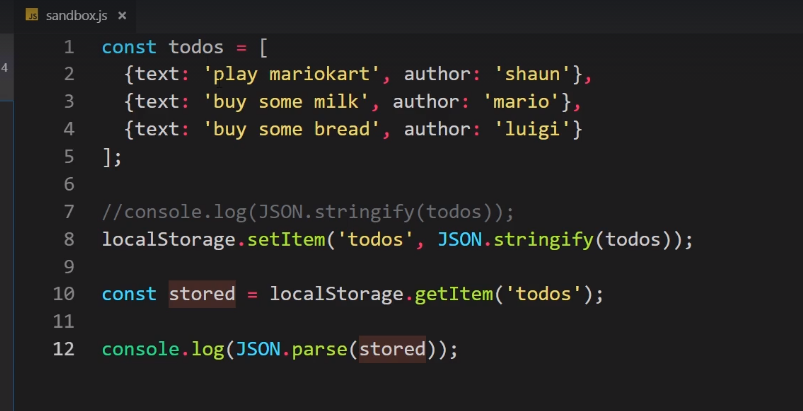 JS sandbox.js ×
4
1 const todos = [
2 {text: 'play mariokart', author: 'shaun'},
3 {text: 'buy some milk', author: 'mario'},
4 {text: 'buy some bread', author: 'luigi'}
5 ];
6
7 //console.log(JSON.stringify(todos));
8 localStorage.setItem('todos', JSON.stringify(todos));
9
10 const stored = localStorage.getItem('todos');
11
12 console.log(JSON.parse(stored));